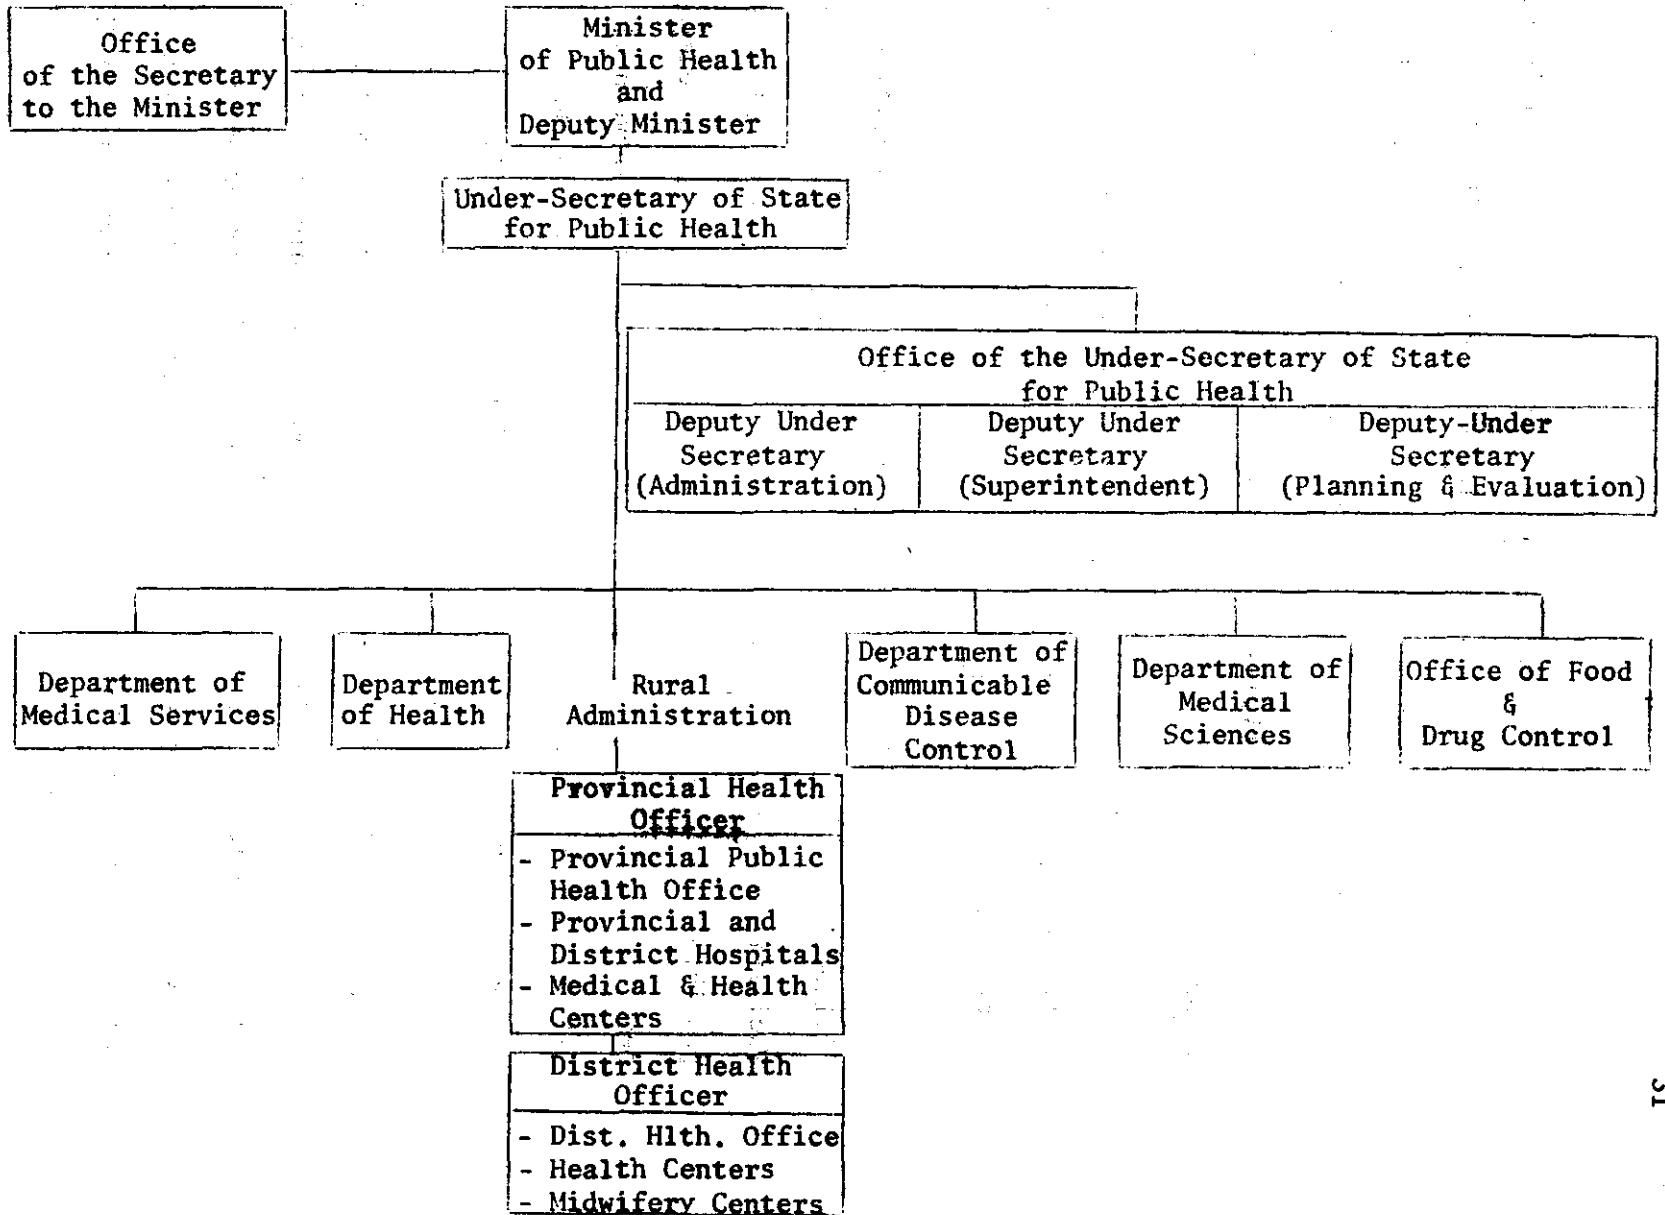 Office
of the Secretary
to the Minister
Minister
of Public Health
and
Deputy Minister
Under-Secretary of State
for Public Health
Office of the Under-Secretary of State
for Public Health
Deputy Under
Secretary
(Administration)
Deputy Under
Secretary
(Superintendent)
Deputy-Under
Secretary
(Planning & Evaluation)
Department of
Medical Services
Department
of Health
Rural
Administration
Department of
Communicable
Disease
Control
Department of
Medical
Sciences
Office of Food
&
Drug Control
Provincial Health
Officer
- Provincial Public
Health Office
- Provincial and
District Hospitals
- Medical & Health
Centers
District Health
Officer
- Dist. Hlth. Office
- Health Centers
- Midwifery Centers